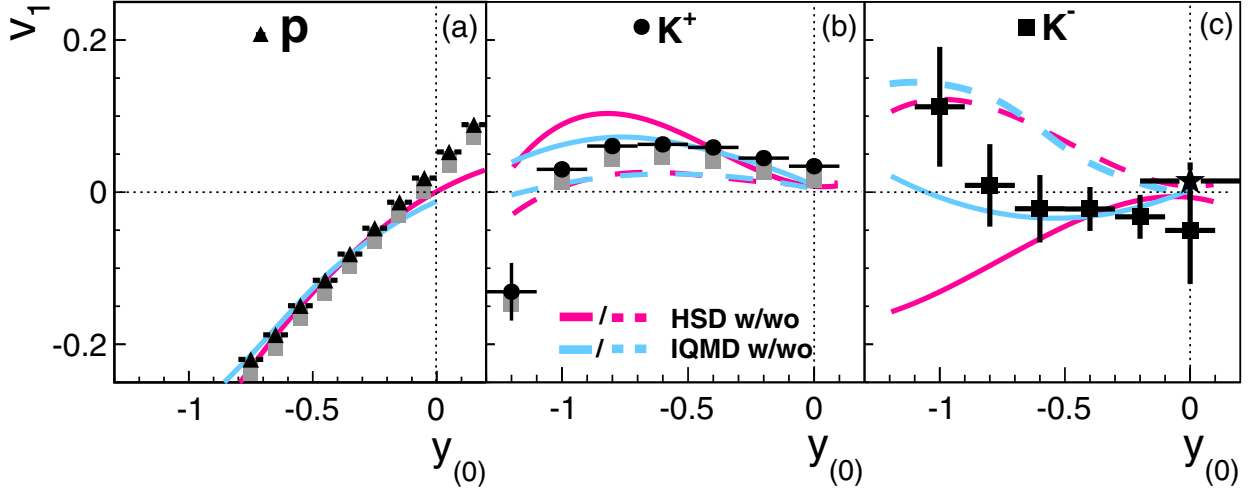 v1
0.2
0
-0.2
p
(a)
K+
(b)
K-
(c)
/ HSD w/wo
/ IQMD w/wo
-1 -0.5 0
-1 -0.5 0
-1 -0.5 0
y(0)
y(0)
y(0)